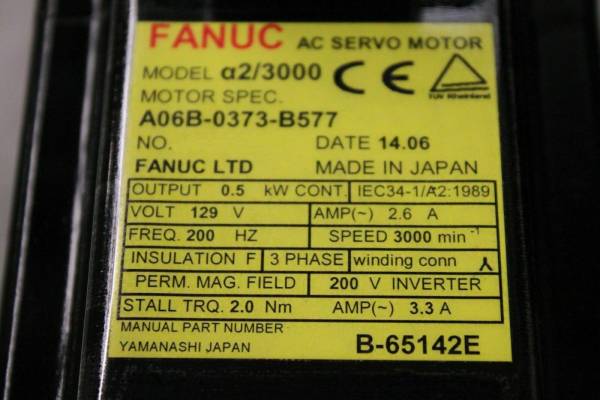 FANUC AC SERVO MOTOR
MODEL α2/3000 CE
MOTOR SPEC. TÜV Rheinland
A06B-0373-B577
NO. DATE 14.06
FANUC LTD MADE IN JAPAN
OUTPUT 0.5 kW CONT. IEC34-1/A2:1989
VOLT 129 V AMP(~) 2.6 A
FREQ. 200 HZ SPEED 3000 min⁻¹
INSULATION F 3 PHASE winding conn
PERM. MAG. FIELD 200 V INVERTER
STALL TRQ. 2.0 Nm AMP(~) 3.3 A
MANUAL PART NUMBER
YAMANASHI JAPAN B-65142E